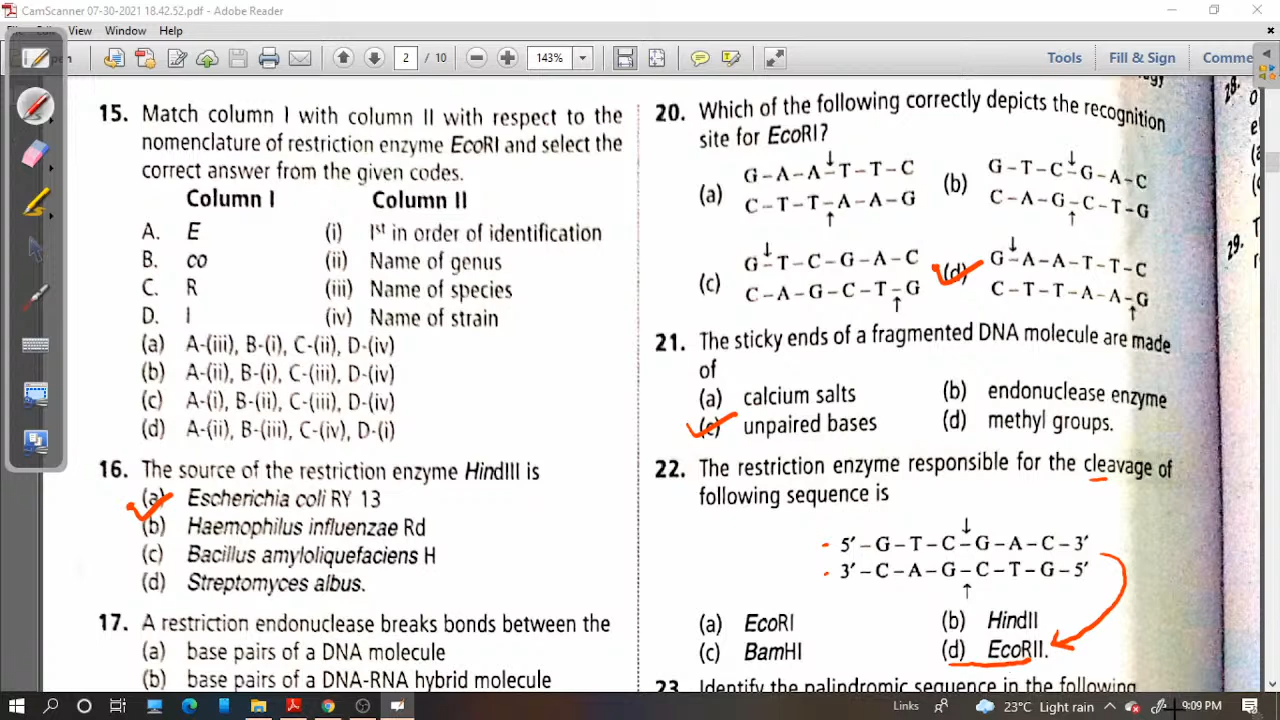 CamScanner 07-30-2021 18.42.52.pdf - Adobe Reader
View Window Help
2 / 10 143% Tools Fill & Sign Comme
15. Match column I with column II with respect to the
nomenclature of restriction enzyme EcoRI and select the
correct answer from the given codes.
Column I Column II
A. E (i) Ist in order of identification
B. co (ii) Name of genus
C. R (iii) Name of species
D. I (iv) Name of strain
(a) A-(iii), B-(i), C-(ii), D-(iv)
(b) A-(ii), B-(i), C-(iii), D-(iv)
(c) A-(i), B-(ii), C-(iii), D-(iv)
(d) A-(ii), B-(iii), C-(iv), D-(i)
16. The source of the restriction enzyme HindIII is
(a) Escherichia coli RY 13
(b) Haemophilus influenzae Rd
(c) Bacillus amyloliquefaciens H
(d) Streptomyces albus.
17. A restriction endonuclease breaks bonds between the
(a) base pairs of a DNA molecule
(b) base pairs of a DNA-RNA hybrid molecule
20. Which of the following correctly depicts the recognition
site for EcoRI?
(a) G–A–A–T–T–C
C–T–T–A–A–G
(b) G–T–C–G–A–C
C–A–G–C–T–G
(c) G–T–C–G–A–C
C–A–G–C–T–G
(d) G–A–A–T–T–C
C–T–T–A–A–G
21. The sticky ends of a fragmented DNA molecule are made
of
(a) calcium salts (b) endonuclease enzyme
(c) unpaired bases (d) methyl groups.
22. The restriction enzyme responsible for the cleavage of
following sequence is
5′–G–T–C–G–A–C–3′
3′–C–A–G–C–T–G–5′
(a) EcoRI (b) HindII
(c) BamHI (d) EcoRII.
23. Identify the palindromic sequence in the following
28.
29.
Links 23°C Light rain 9:09 PM